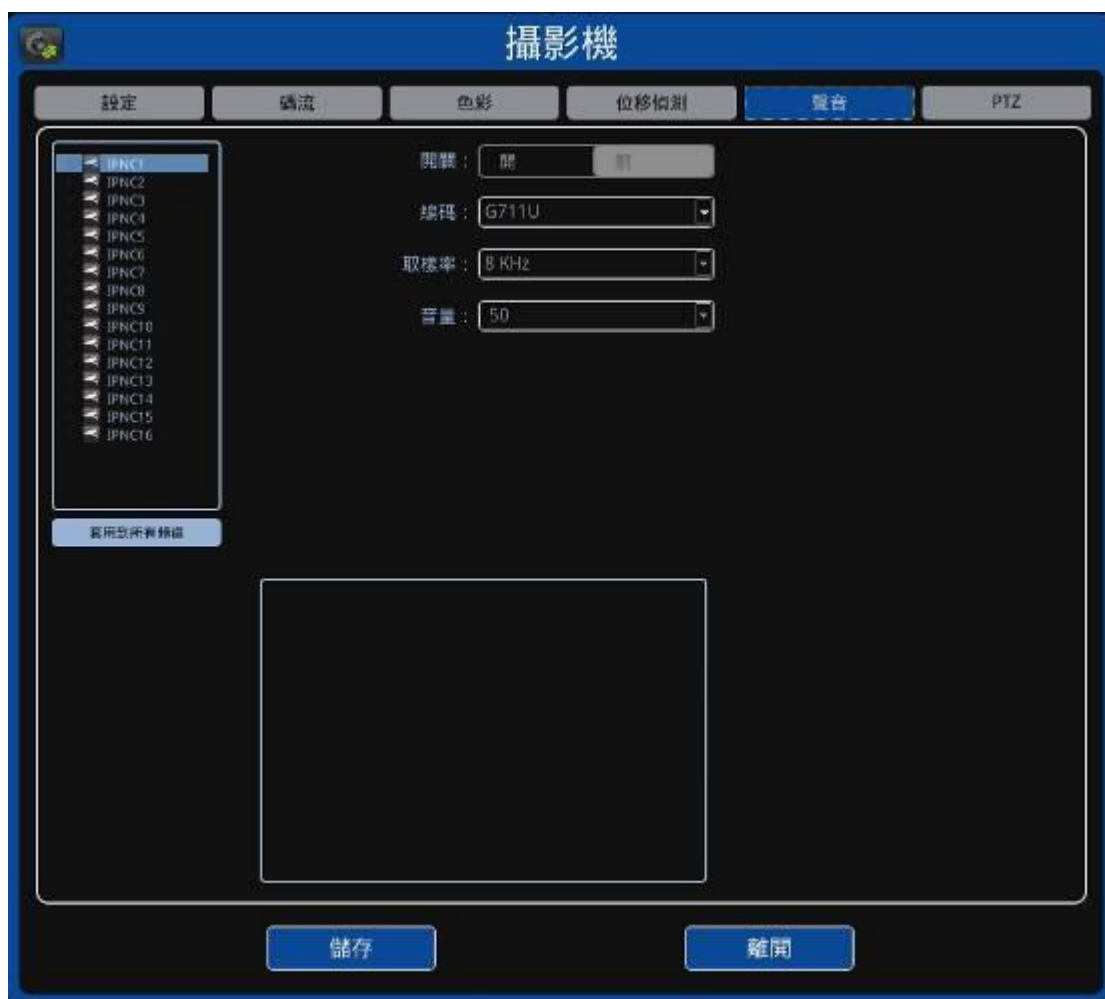 攝影機
設定 碼流 色彩 位移偵測 聲音 PTZ
IPNC1
IPNC2
IPNC3
IPNC4
IPNC5
IPNC6
IPNC7
IPNC8
IPNC9
IPNC10
IPNC11
IPNC12
IPNC13
IPNC14
IPNC15
IPNC16
套用到所有頻道
開關： 開
編碼： G711U
取樣率： 8 KHz
音量： 50
儲存 離開